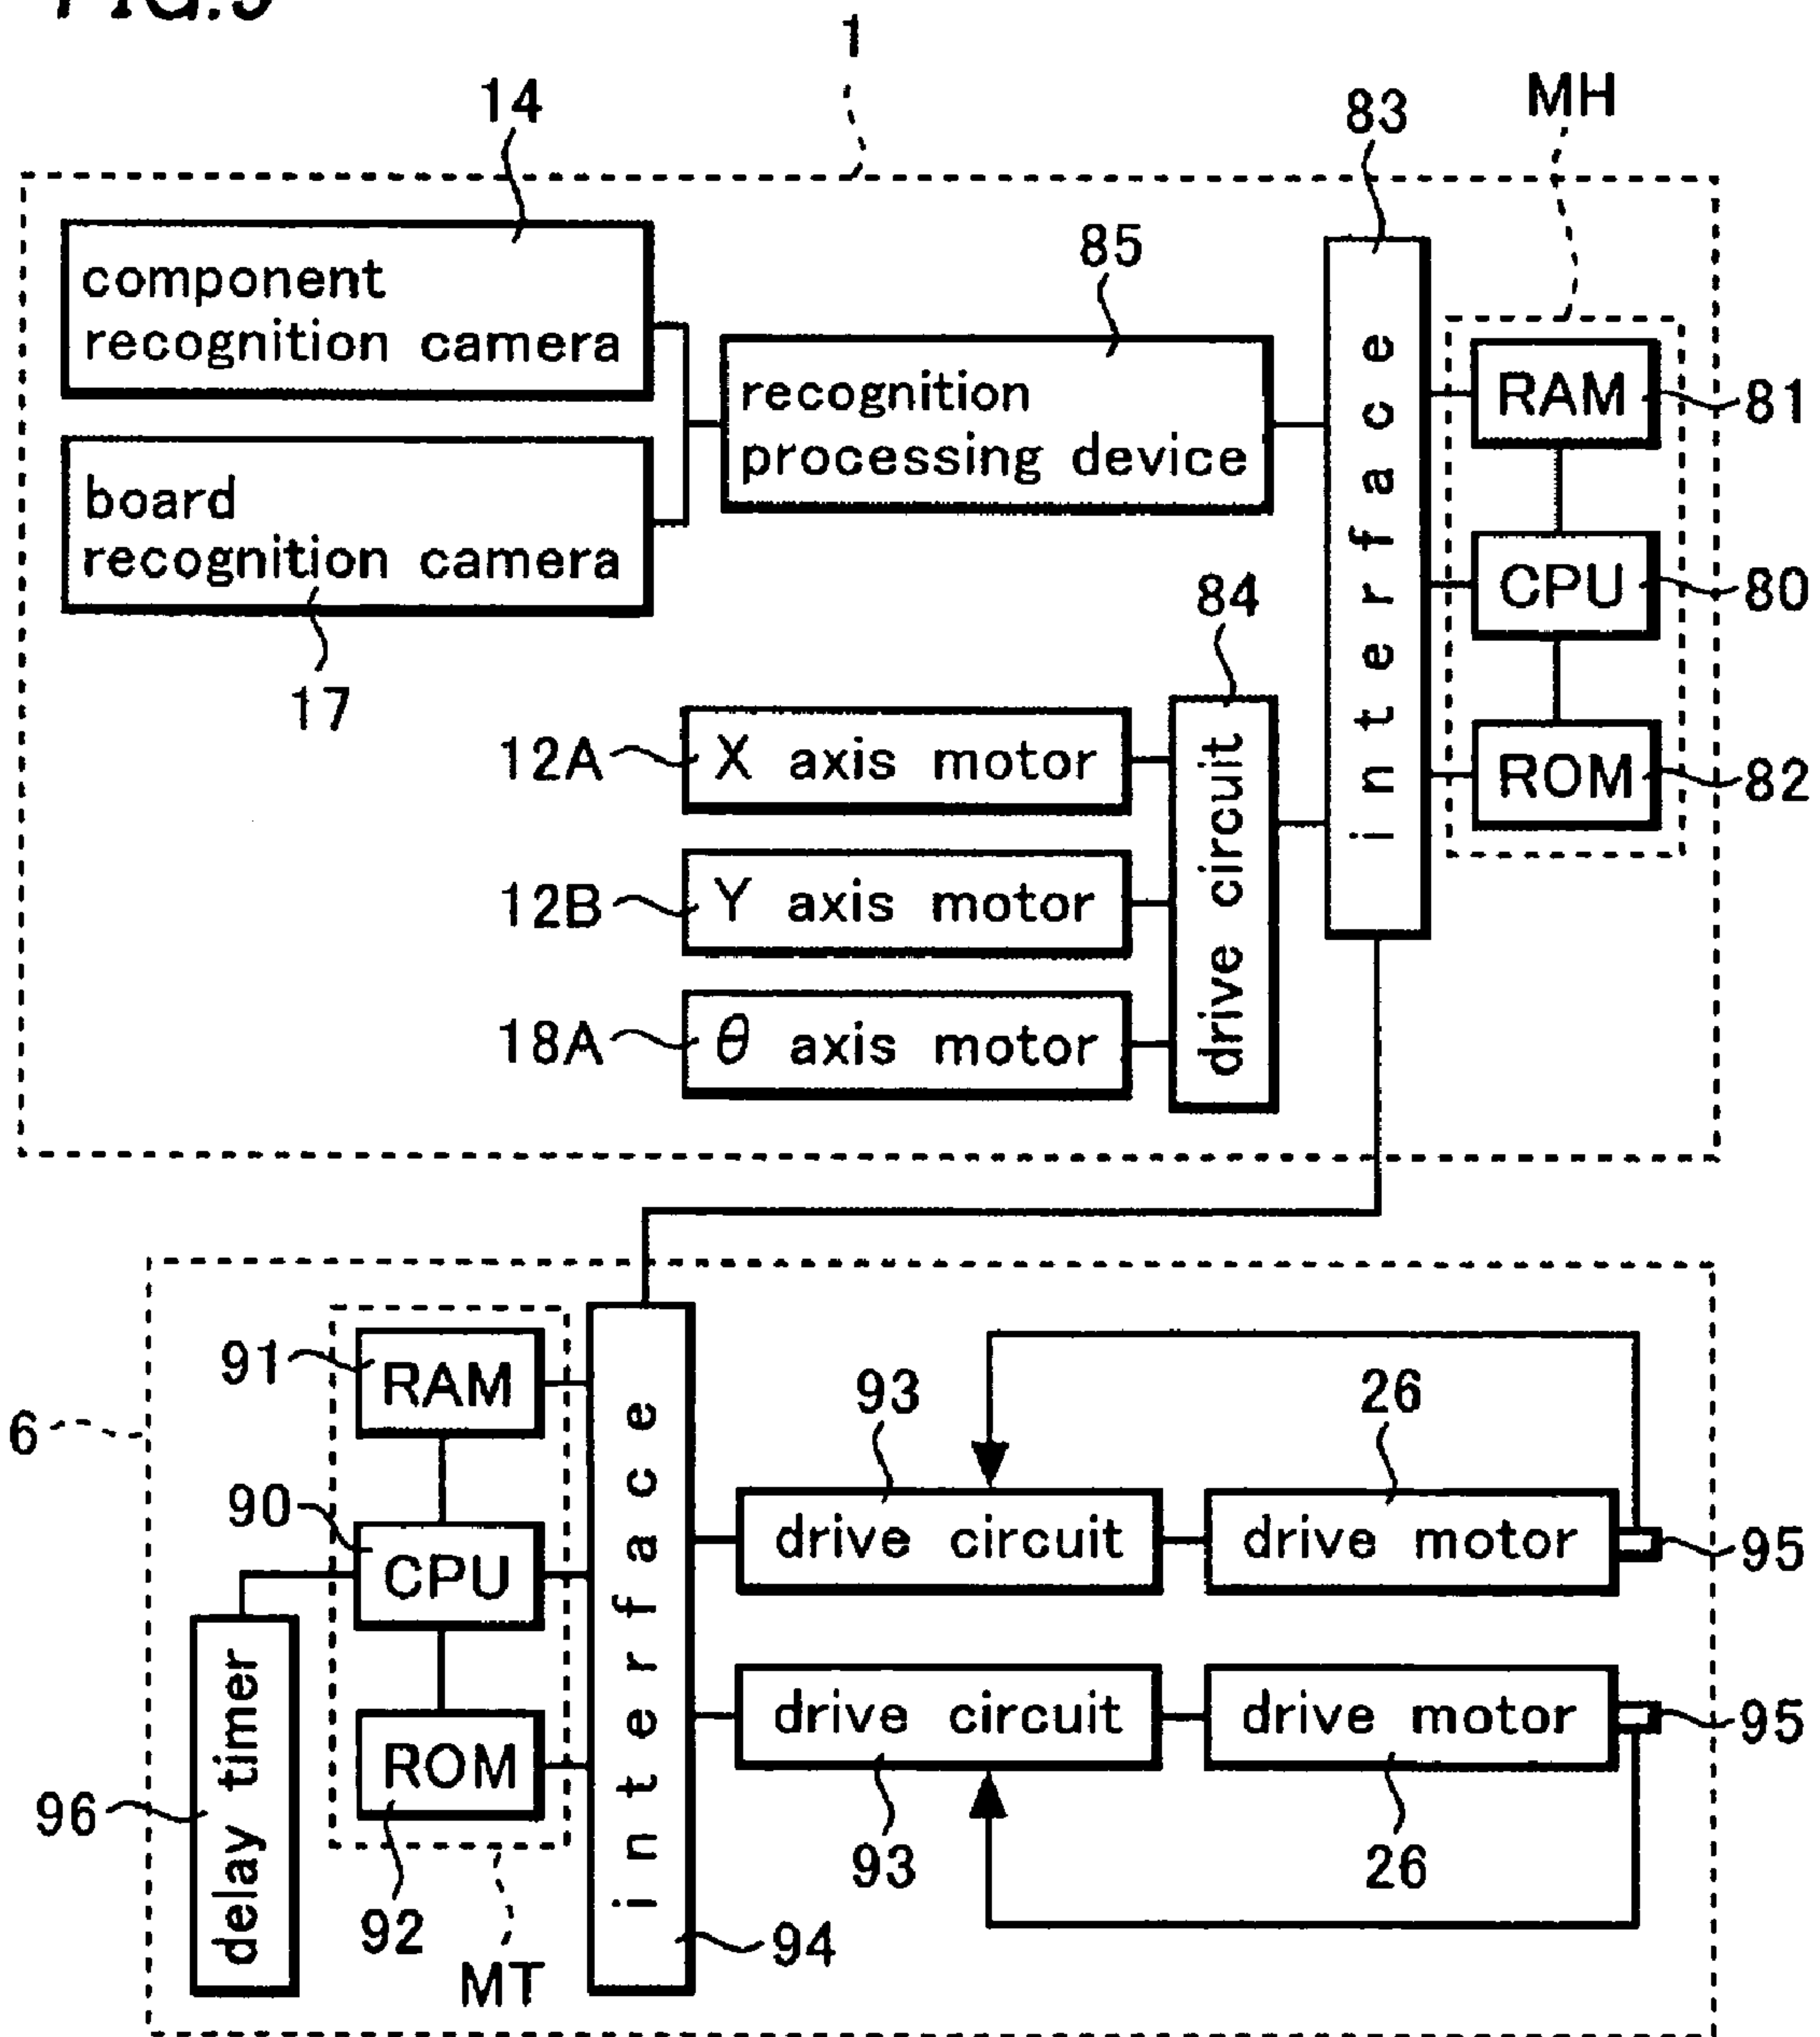 1
14
MH
83
85
component
recognition camera
recognition
processing device
interface
RAM
81
board
recognition camera
CPU
80
84
17
12A
X axis motor
drive circuit
ROM
82
12B
Y axis motor
18A
θ axis motor
6
91
RAM
interface
93
26
90
CPU
drive circuit
drive motor
95
delay timer
96
ROM
drive circuit
drive motor
95
92
93
26
MT
94